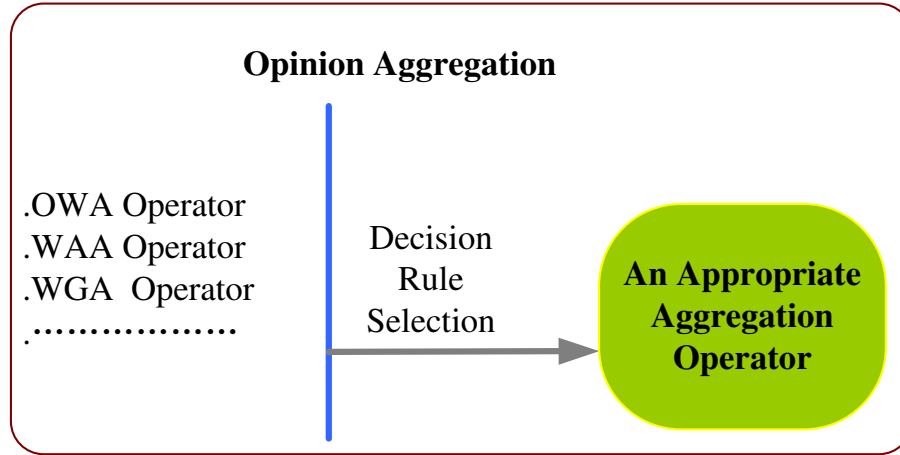 Opinion Aggregation
.OWA Operator
.WAA Operator
.WGA Operator
.………………
Decision
Rule
Selection
An Appropriate
Aggregation
Operator